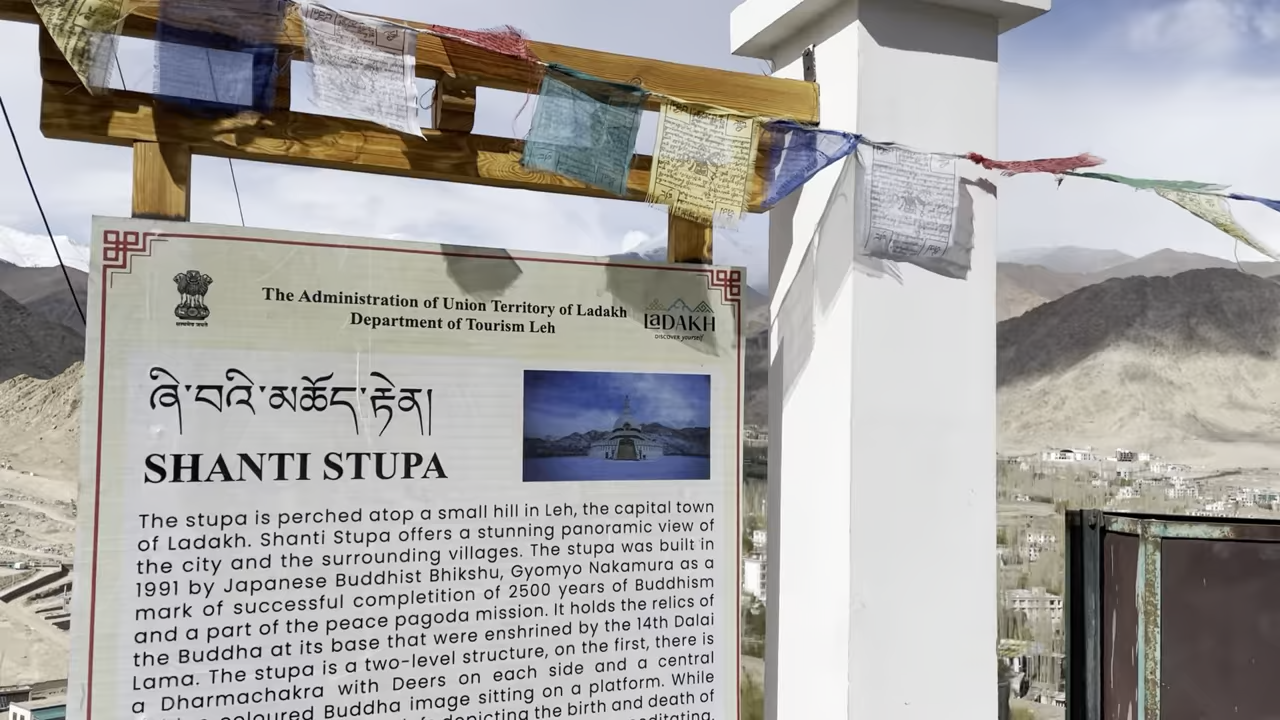 The Administration of Union Territory of Ladakh
Department of Tourism Leh
सत्यमेव जयते
LaDAKH
DISCOVER yourself
ཞི་བའི་མཆོད་རྟེན།
SHANTI STUPA
The stupa is perched atop a small hill in Leh, the capital town
of Ladakh. Shanti Stupa offers a stunning panoramic view of
the city and the surrounding villages. The stupa was built in
1991 by Japanese Buddhist Bhikshu, Gyomyo Nakamura as a
mark of successful completition of 2500 years of Buddhism
and a part of the peace pagoda mission. It holds the relics of
the Buddha at its base that were enshrined by the 14th Dalai
Lama. The stupa is a two-level structure, on the first, there is
a Dharmachakra with Deers on each side and a central
coloured Buddha image sitting on a platform. While
depicting the birth and death of
meditating,